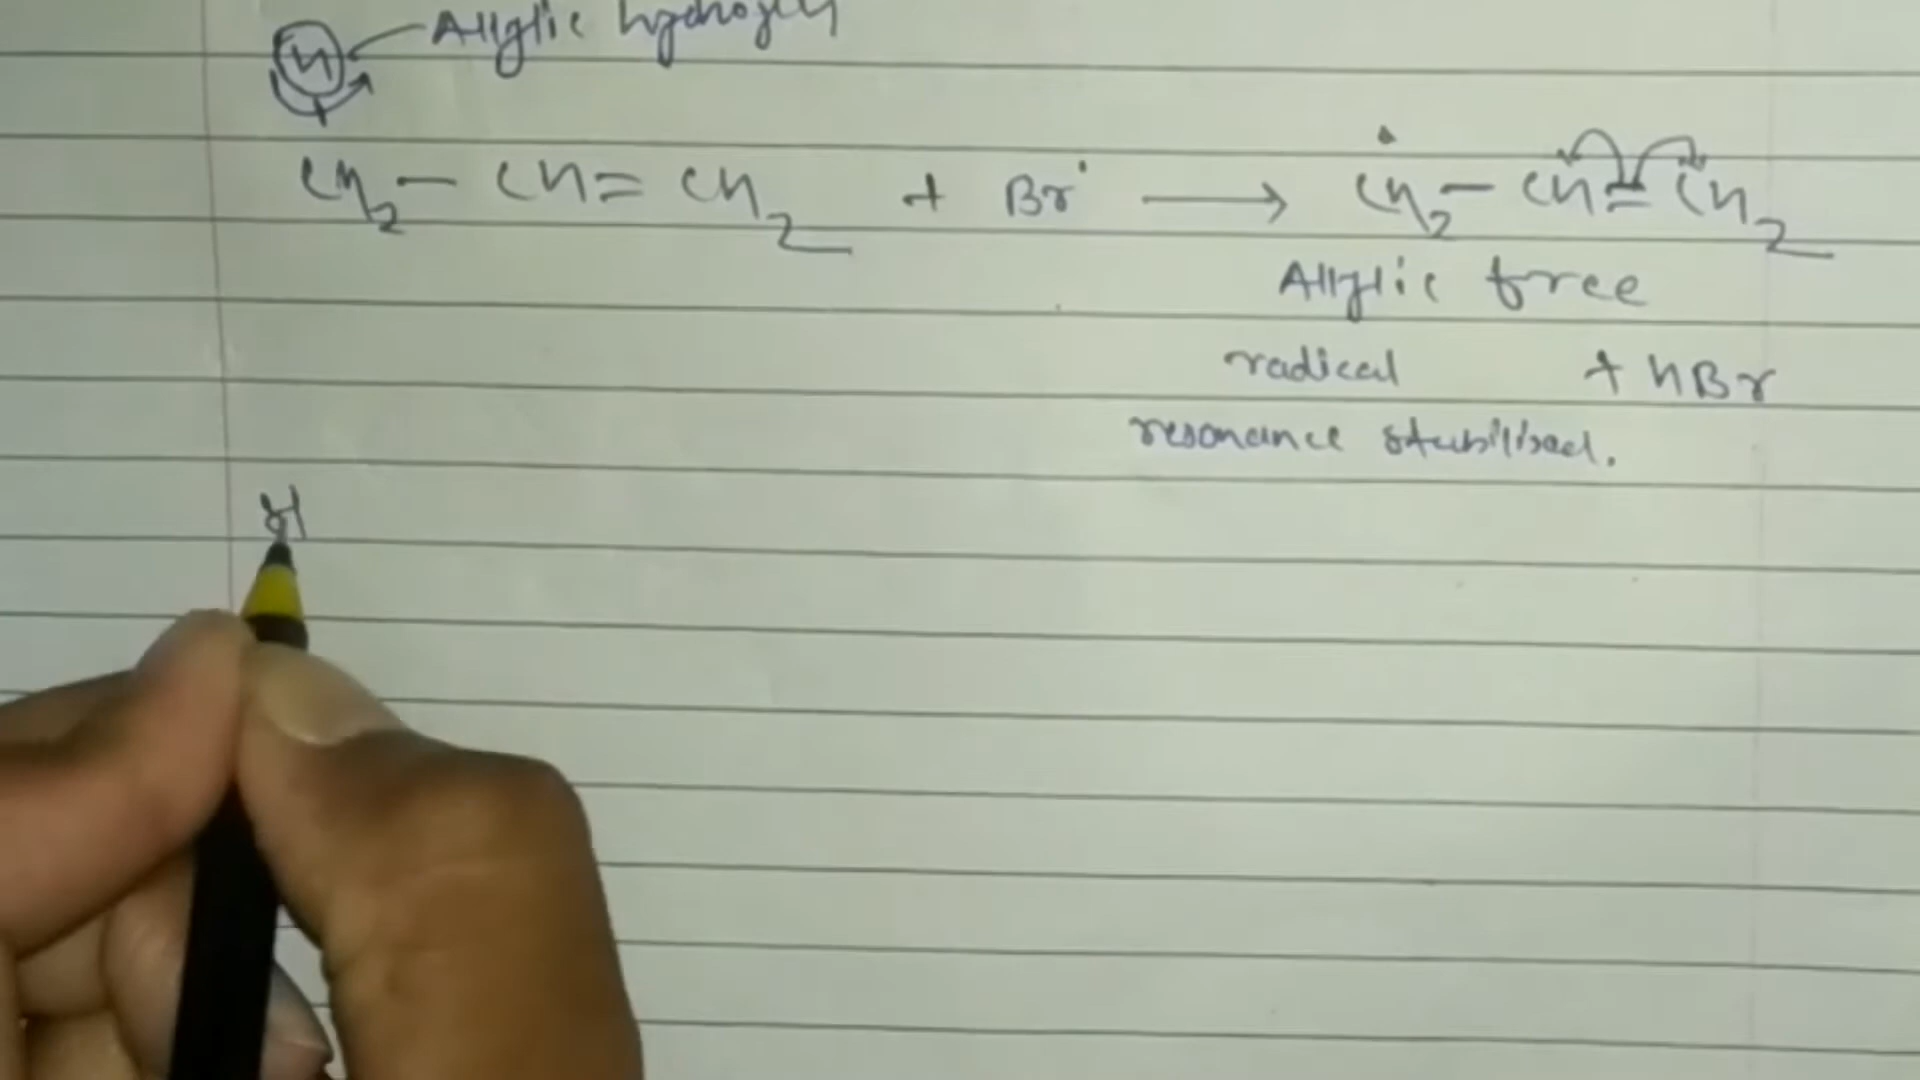 H ← Allylic hydrogen
CH₂ – CH = CH₂ + Br˙ ⟶ ĊH₂ – CH = CH₂
Allylic free
radical + HBr
resonance stabilised.